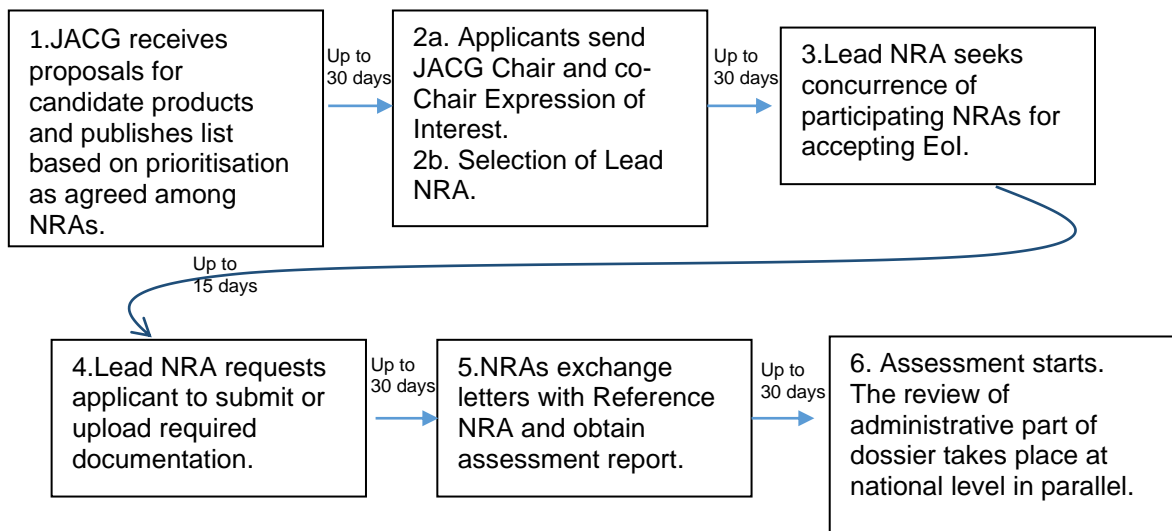 1.JACG receives
proposals for
candidate products
and publishes list
based on prioritisation
as agreed among
NRAs.
Up to
30 days
2a. Applicants send
JACG Chair and co-
Chair Expression of
Interest.
2b. Selection of Lead
NRA.
Up to
30 days
3.Lead NRA seeks
concurrence of
participating NRAs for
accepting EoI.
Up to
15 days
4.Lead NRA requests
applicant to submit or
upload required
documentation.
Up to
30 days
5.NRAs exchange
letters with Reference
NRA and obtain
assessment report.
Up to
30 days
6. Assessment starts.
The review of
administrative part of
dossier takes place at
national level in parallel.